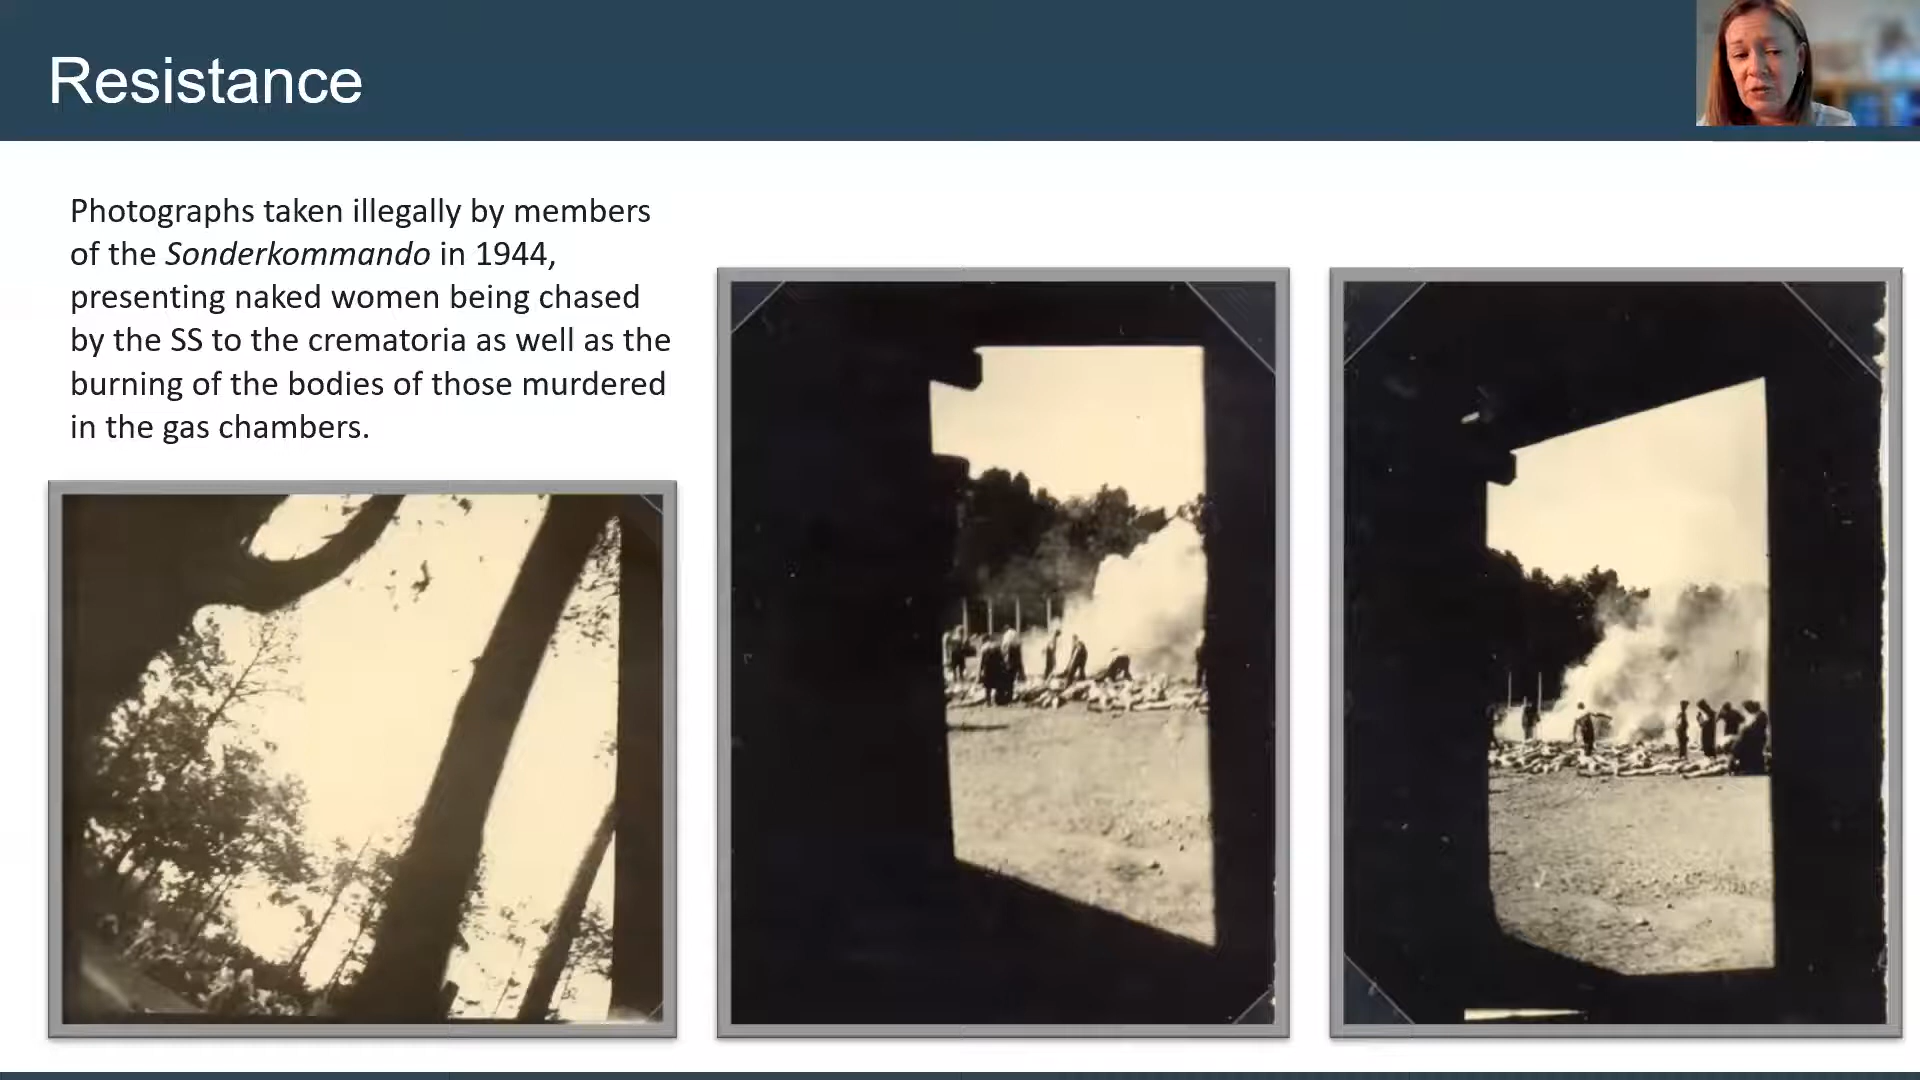 Resistance
Photographs taken illegally by members
of the Sonderkommando in 1944,
presenting naked women being chased
by the SS to the crematoria as well as the
burning of the bodies of those murdered
in the gas chambers.